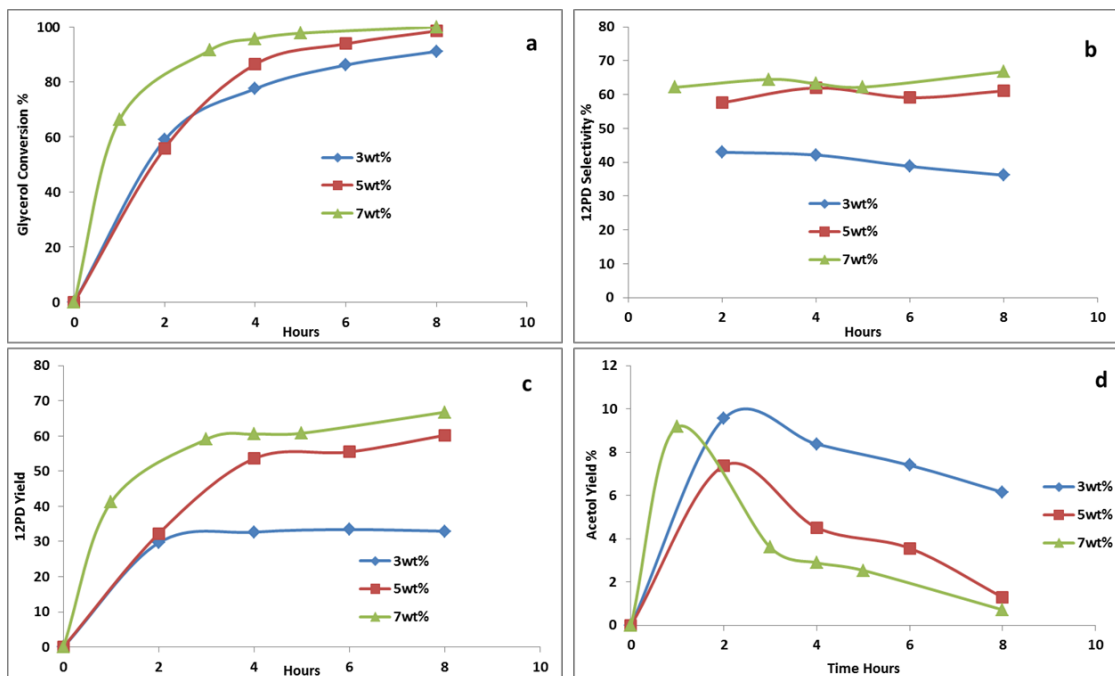 a
Glycerol Conversion %
100
80
60
40
20
0
0 2 4 6 8 10
Hours
3wt%
5wt%
7wt%
b
12PD Selectivity %
80
70
60
50
40
30
20
10
0
0 2 4 6 8 10
Hours
3wt%
5wt%
7wt%
c
12PD Yield
80
70
60
50
40
30
20
10
0
0 2 4 6 8 10
Hours
3wt%
5wt%
7wt%
d
Acetol Yield %
12
10
8
6
4
2
0
0 2 4 6 8 10
Time Hours
3wt%
5wt%
7wt%